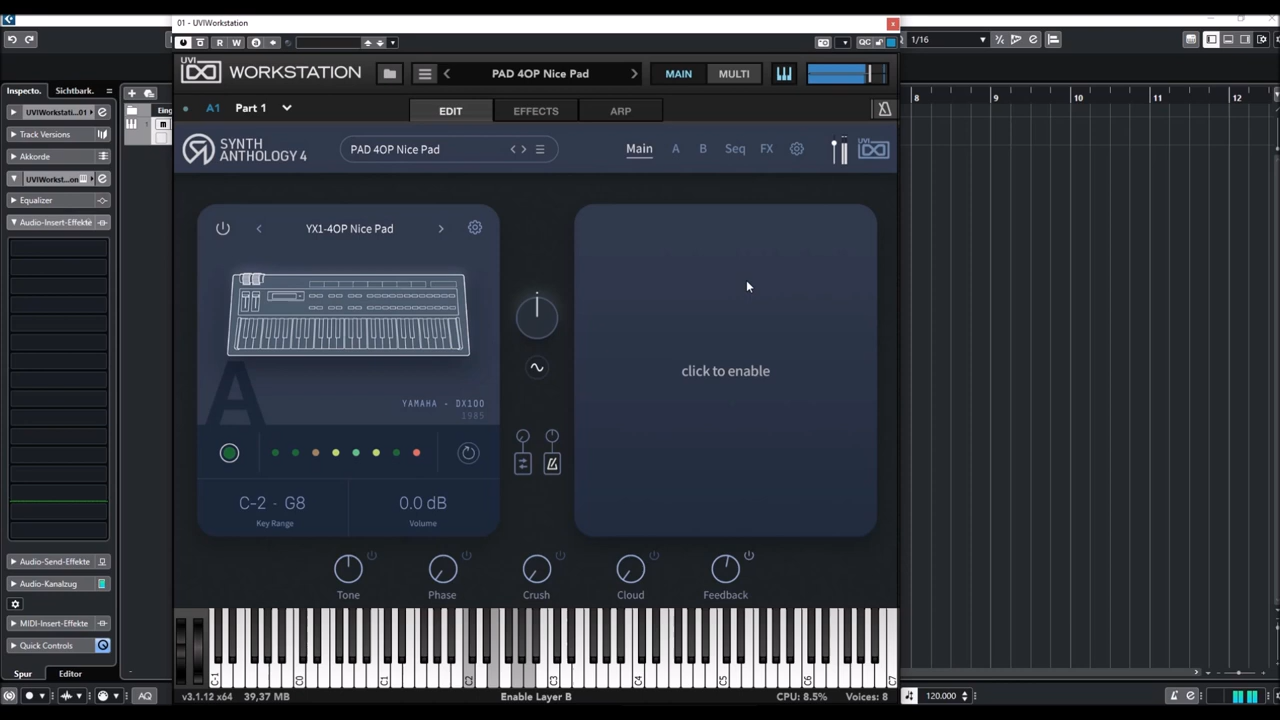 01 - UVIWorkstation
R W
QC
1/16
UVI
WORKSTATION
PAD 4OP Nice Pad
MAIN
MULTI
Inspecto.
Sichtbark.
A1
Part 1
EDIT
EFFECTS
ARP
8
9
10
11
12
UVIWorkstati...01
Track Versions
Akkorde
UVIWorkst...on
Equalizer
Audio-Insert-Effekte
Audio-Send-Effekte
Audio-Kanalzug
MIDI-Insert-Effekte
Quick Controls
Spur
Editor
Eing
m
SYNTH
ANTHOLOGY 4
PAD 4OP Nice Pad
Main
A
B
Seq
FX
UVI
YX1-4OP Nice Pad
A
YAMAHA - DX100
1985
C-2 - G8
Key Range
0.0 dB
Volume
click to enable
Tone
Phase
Crush
Cloud
Feedback
C-1
C0
C1
C2
C3
C4
C5
C6
C7
v3.1.12 x64
39,37 MB
Enable Layer B
CPU: 8.5%
Voices: 8
AQ
120.000